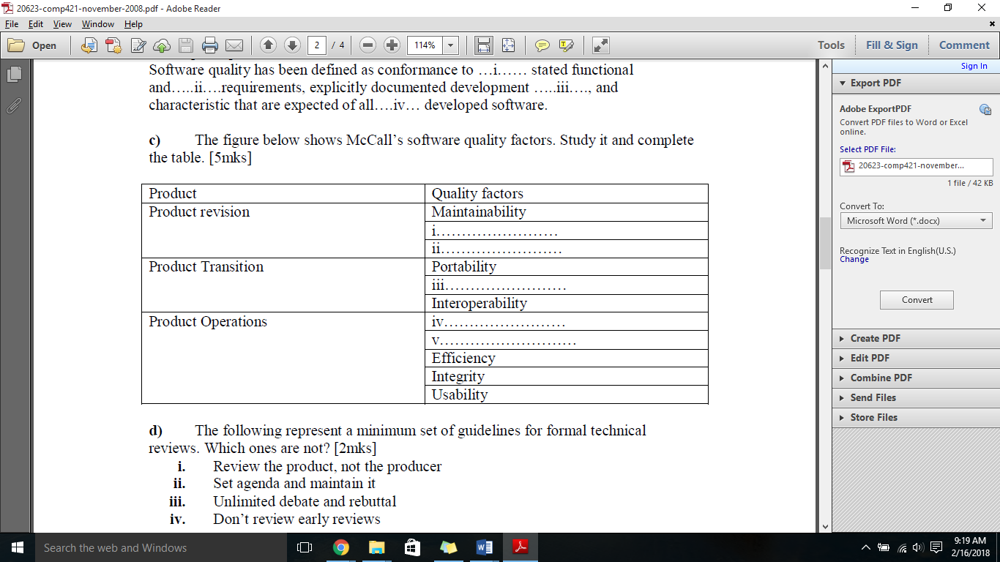 20623-comp421-november-2008.pdf - Adobe Reader
File Edit View Window Help
Open 2 / 4 114% Tools Fill & Sign Comment
Software quality has been defined as conformance to …i…… stated functional
and…..ii….requirements, explicitly documented development …..iii…., and
characteristic that are expected of all….iv… developed software.
c) The figure below shows McCall’s software quality factors. Study it and complete
the table. [5mks]
Product Quality factors
Product revision Maintainability
i……………………
ii……………………
Product Transition Portability
iii……………………
Interoperability
Product Operations iv……………………
v………………………
Efficiency
Integrity
Usability
d) The following represent a minimum set of guidelines for formal technical
reviews. Which ones are not? [2mks]
i. Review the product, not the producer
ii. Set agenda and maintain it
iii. Unlimited debate and rebuttal
iv. Don’t review early reviews
Sign In
Export PDF
Adobe ExportPDF
Convert PDF files to Word or Excel
online.
Select PDF File:
20623-comp421-november...
1 file / 42 KB
Convert To:
Microsoft Word (*.docx)
Recognize Text in English(U.S.)
Change
Convert
Create PDF
Edit PDF
Combine PDF
Send Files
Store Files
Search the web and Windows
9:19 AM
2/16/2018